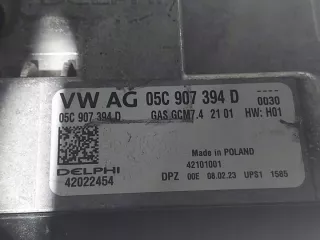 VW AG 05C 907 394 D 0030
05C 907 394 D GAS GCM7.4 21 01 HW: H01
Made in POLAND
DELPHI 42101001
42022454 DPZ 00E 08.02.23 UPS1 1585